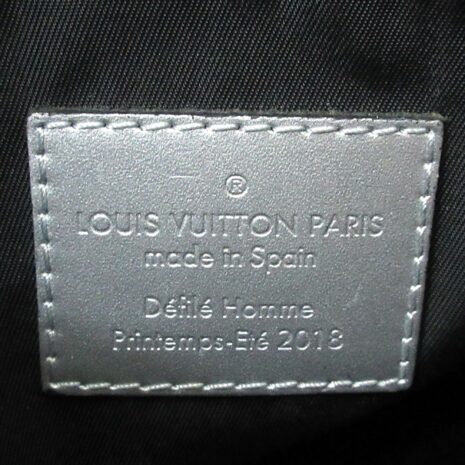 ®
LOUIS VUITTON PARIS
made in Spain
Défilé Homme
Printemps-Eté 2018